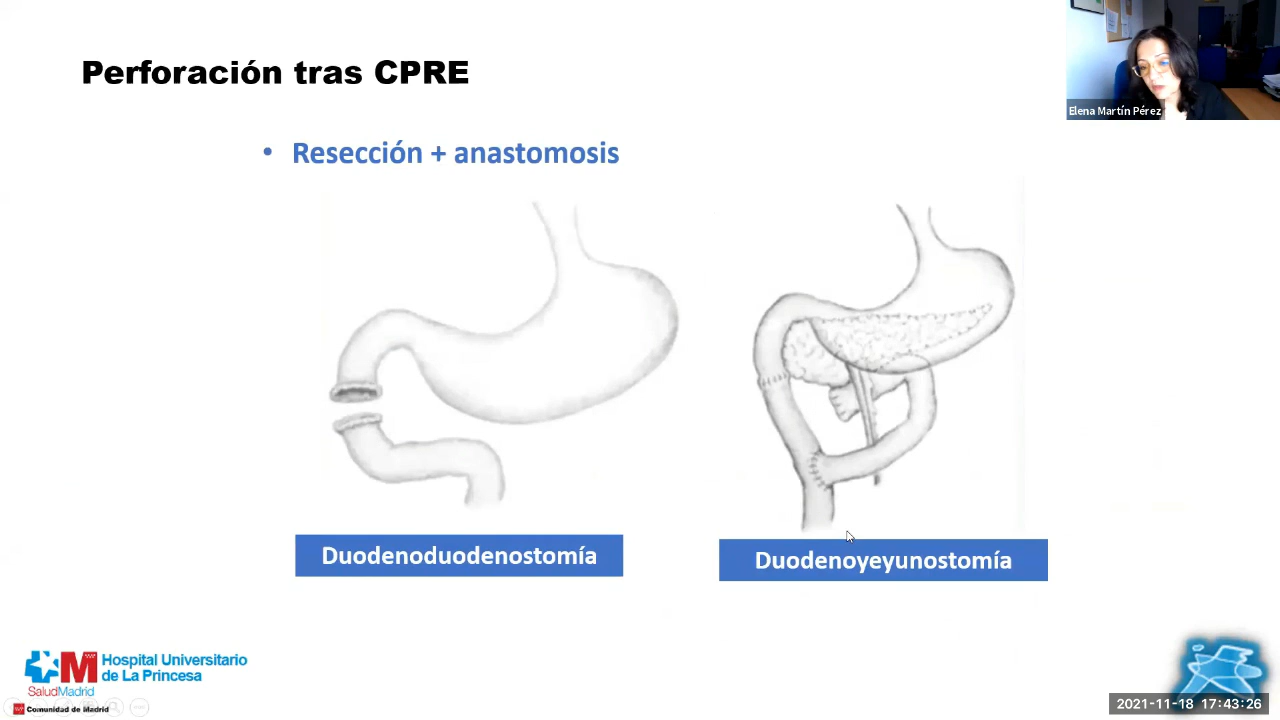 Perforación tras CPRE
Elena Martín Pérez
• Resección + anastomosis
Duodenoduodenostomía
Duodenoyeyunostomía
Hospital Universitario
de La Princesa
SaludMadrid
Comunidad de Madrid
2021-11-18 17:43:26